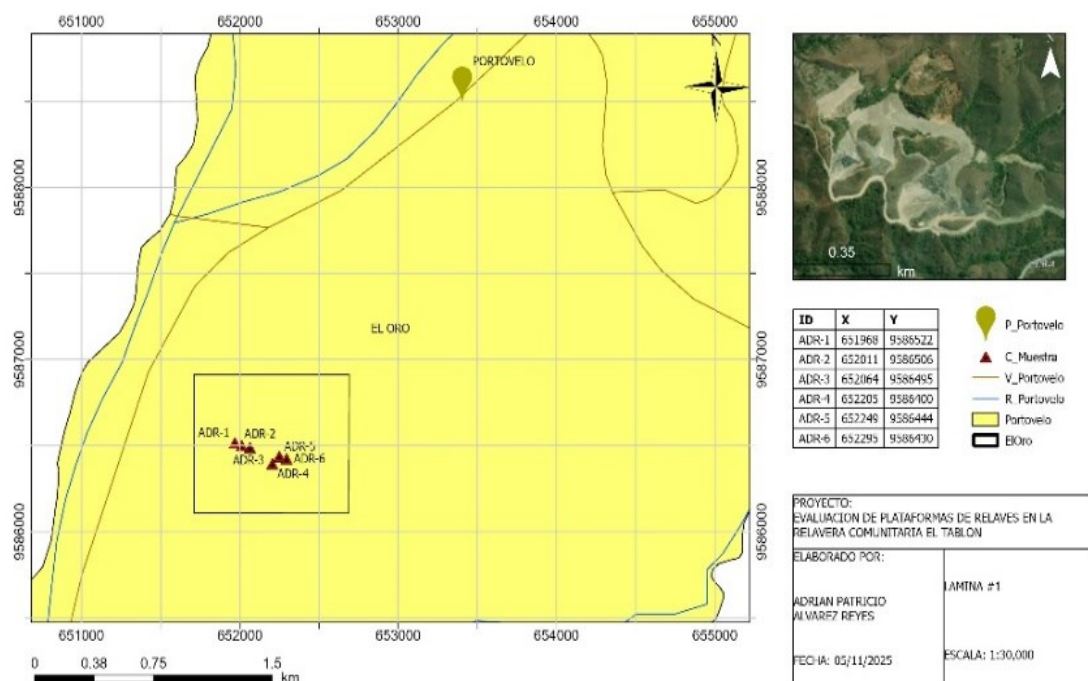 651000 652000 653000 654000 655000
N
PORTOVELO
9588000 9588000
EL ORO
9587000 9587000
ADR-1 ADR-2
ADR-3
ADR-5
ADR-6
ADR-4
9586000 9586000
651000 652000 653000 654000 655000
0 0.38 0.75 1.5
km
0.35
km
ID X Y
ADR-1 651968 9586522
ADR-2 652011 9586506
ADR-3 652064 9586495
ADR-4 652205 9586400
ADR-5 652249 9586444
ADR-6 652295 9586430
P_Portovelo
C_Muestra
V_Portovelo
R_Portovelo
Portovelo
ElOro
PROYECTO:
EVALUACION DE PLATAFORMAS DE RELAVES EN LA
RELAVERA COMUNITARIA EL TABLON
ELABORADO POR:
ADRIAN PATRICIO
ALVAREZ REYES
FECHA: 05/11/2025
LAMINA #1
ESCALA: 1:30,000